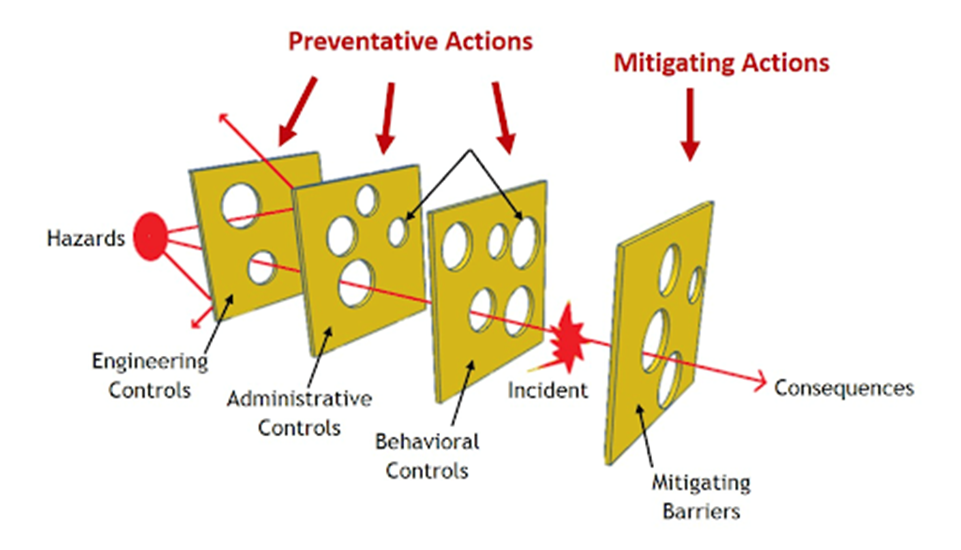 Preventative Actions
Mitigating Actions
Hazards
Engineering
Controls
Administrative
Controls
Behavioral
Controls
Incident
Consequences
Mitigating
Barriers